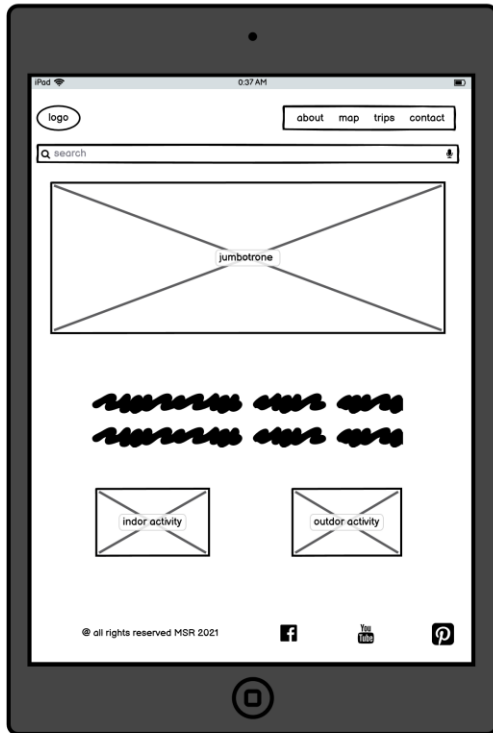 iPod 0:37 AM
logo
about map trips contact
search
jumbotrone
indor activity outdor activity
@ all rights reserved MSR 2021
f You Tube